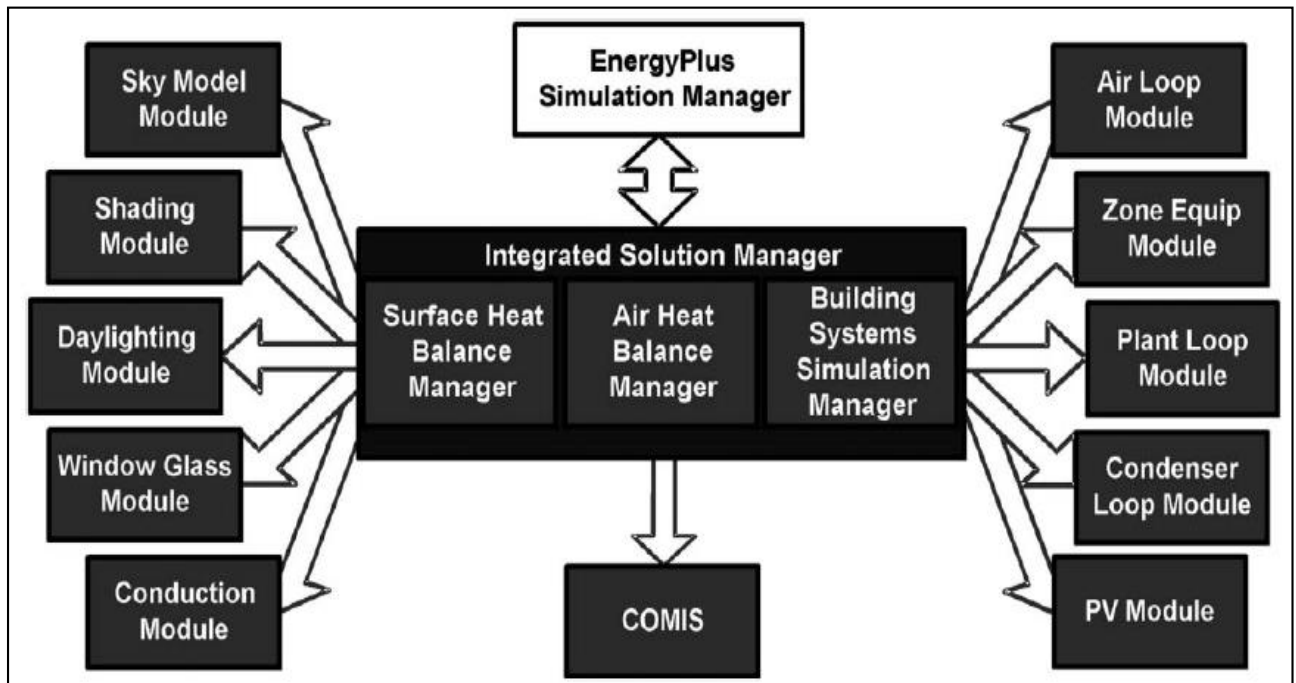 EnergyPlus
Simulation Manager
Sky Model
Module
Shading
Module
Daylighting
Module
Window Glass
Module
Conduction
Module
Integrated Solution Manager
Surface Heat
Balance
Manager
Air Heat
Balance
Manager
Building
Systems
Simulation
Manager
COMIS
Air Loop
Module
Zone Equip
Module
Plant Loop
Module
Condenser
Loop Module
PV Module